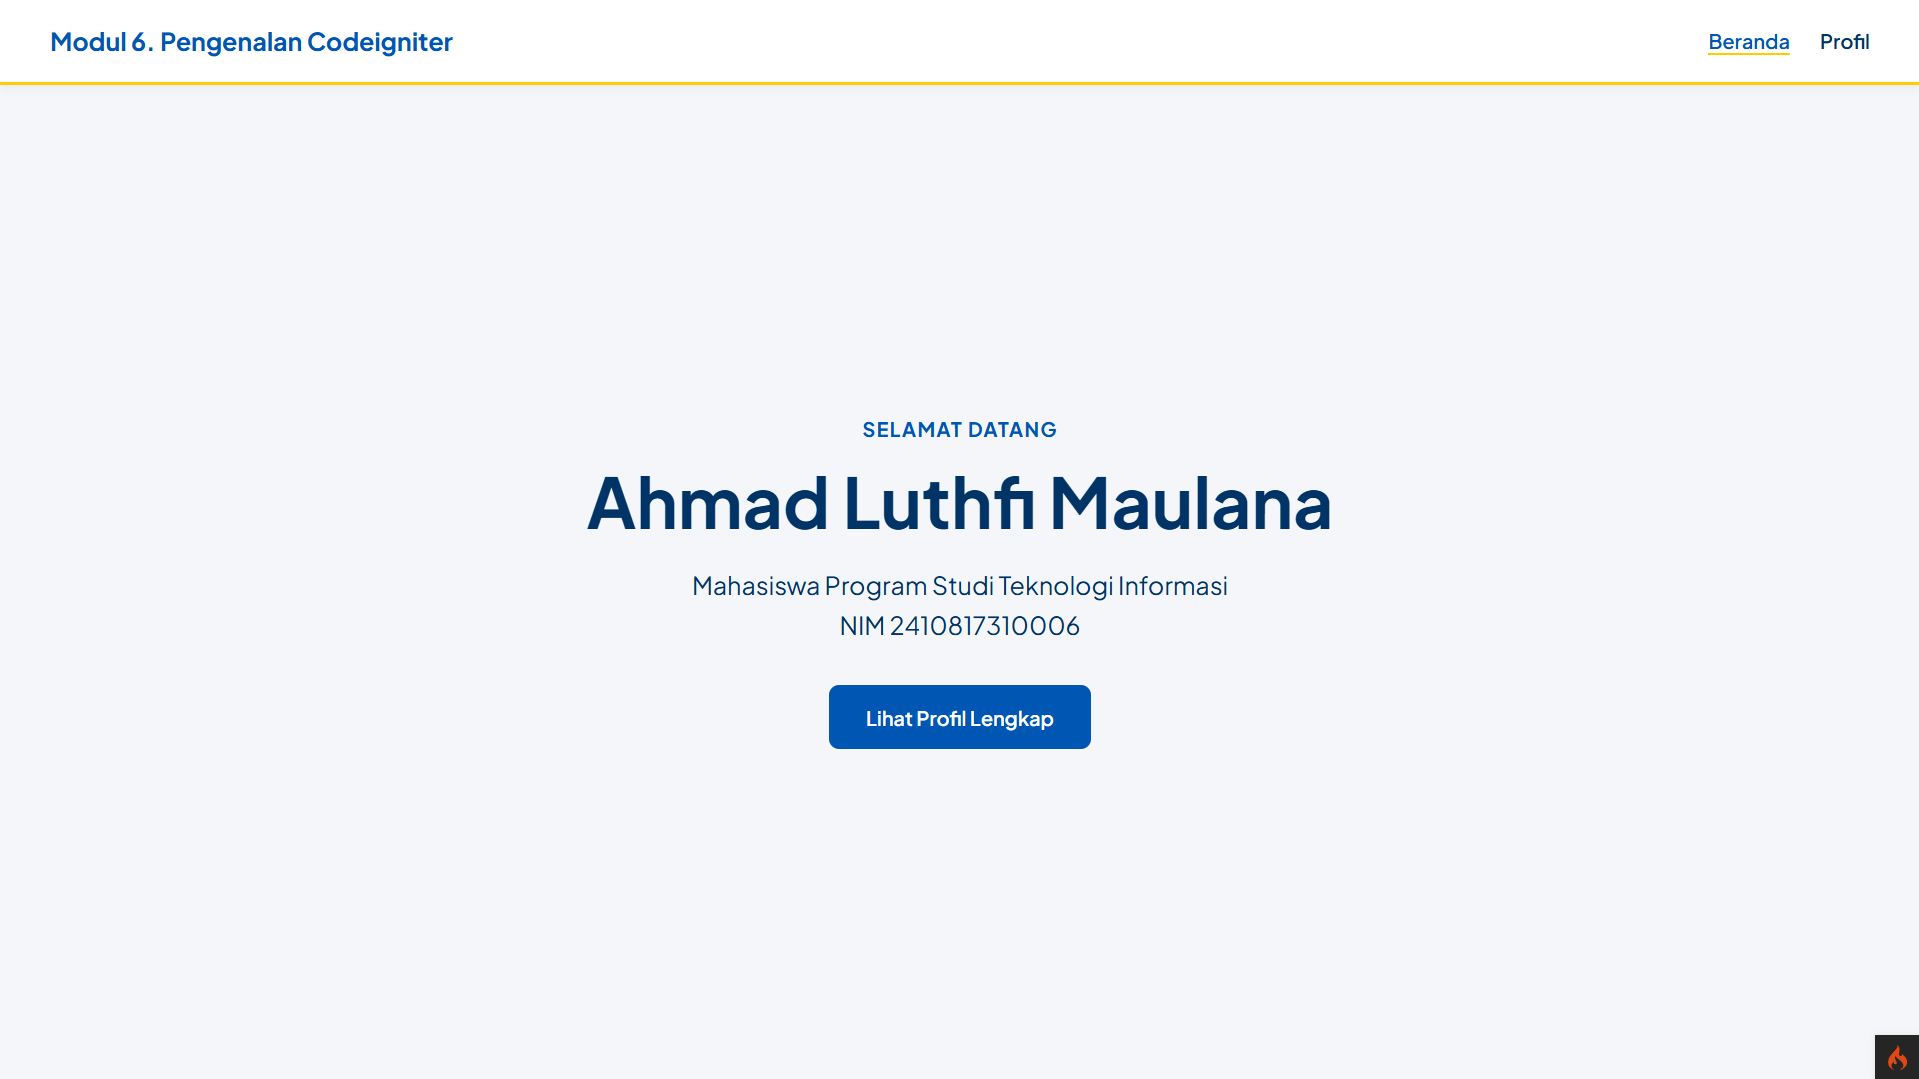 Modul 6. Pengenalan Codeigniter
Beranda
Profil
SELAMAT DATANG
Ahmad Luthfi Maulana
Mahasiswa Program Studi Teknologi Informasi
NIM 2410817310006
Lihat Profil Lengkap